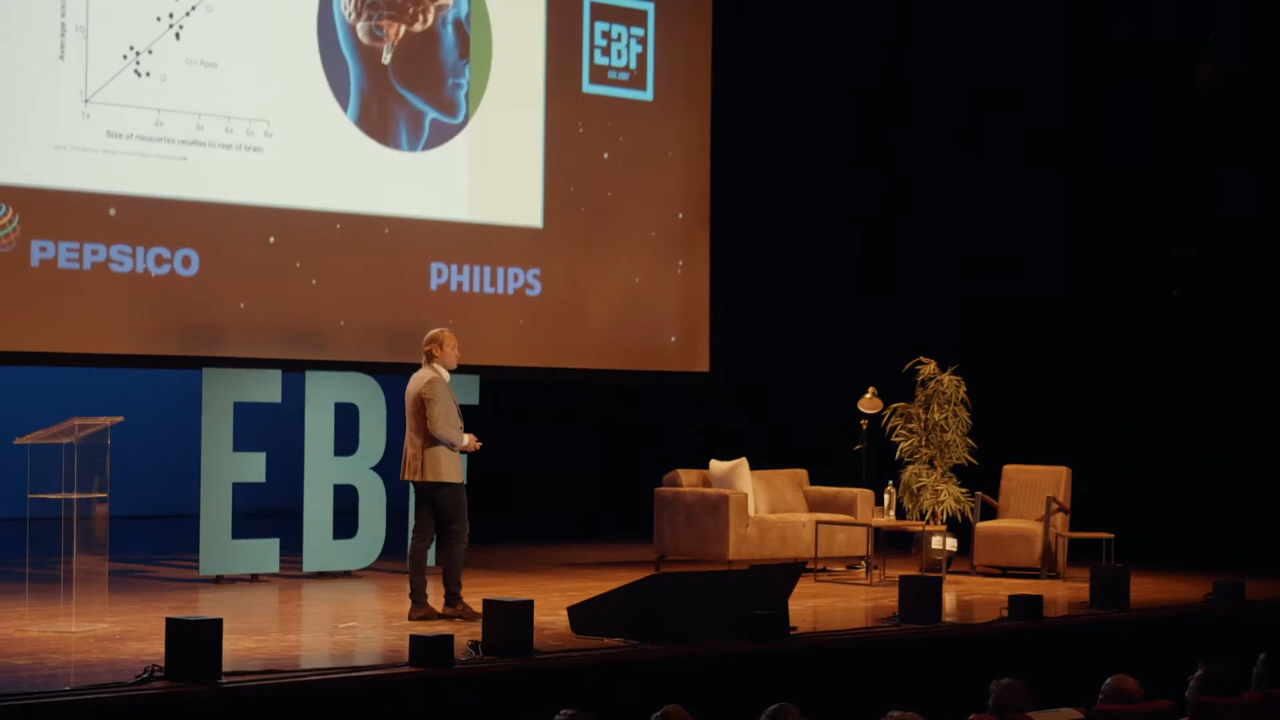 10
EBF
Apes
1
1x
2x
3x
4x
5x
6x
Size of neocortex relative to rest of brain
PEPSICO
PHILIPS
EBF